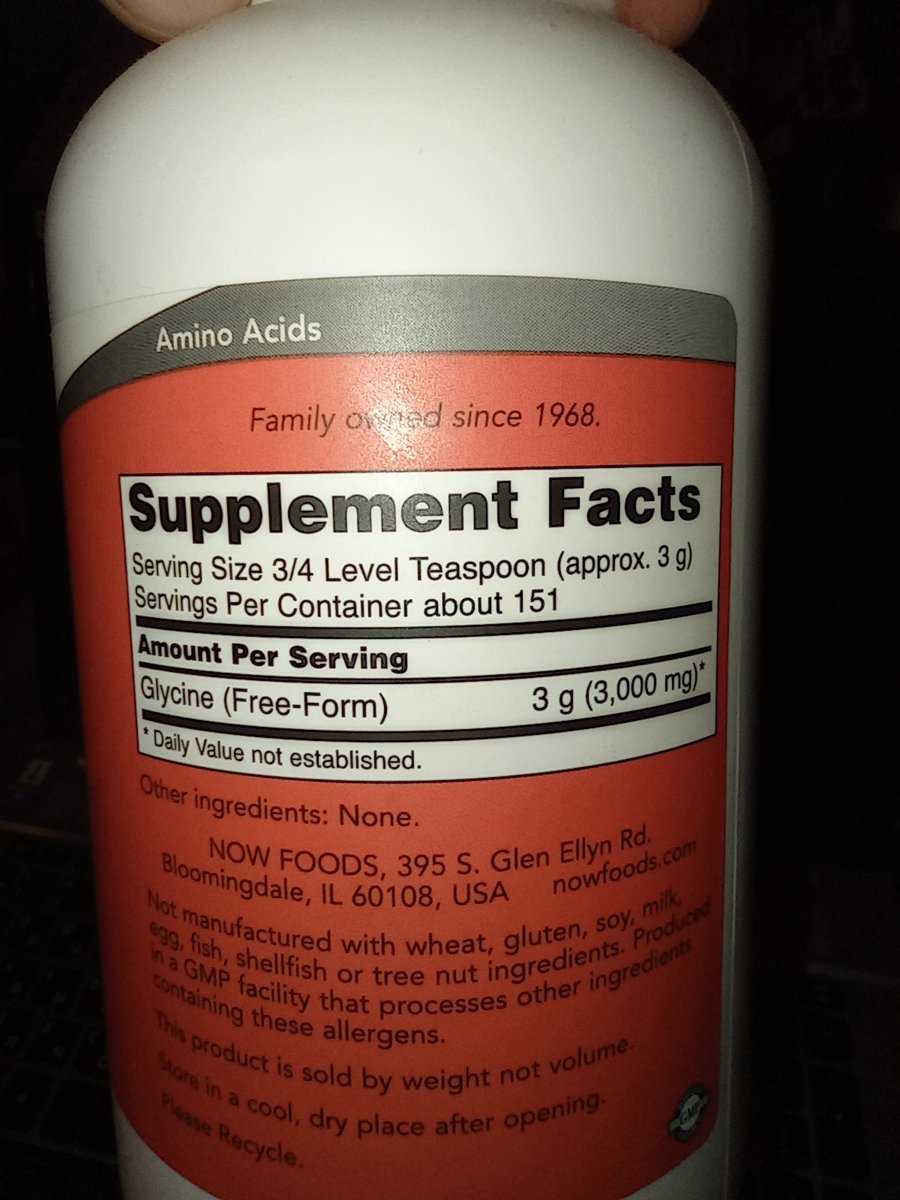 Amino Acids
Family owned since 1968.
Supplement Facts
Serving Size 3/4 Level Teaspoon (approx. 3 g)
Servings Per Container about 151
Amount Per Serving
Glycine (Free-Form) 3 g (3,000 mg)*
* Daily Value not established.
Other ingredients: None.
NOW FOODS, 395 S. Glen Ellyn Rd.
Bloomingdale, IL 60108, USA nowfoods.com
Not manufactured with wheat, gluten, soy, milk,
egg, fish, shellfish or tree nut ingredients. Produced
in a GMP facility that processes other ingredients
containing these allergens.
This product is sold by weight not volume.
Store in a cool, dry place after opening.
Please Recycle.
GMP